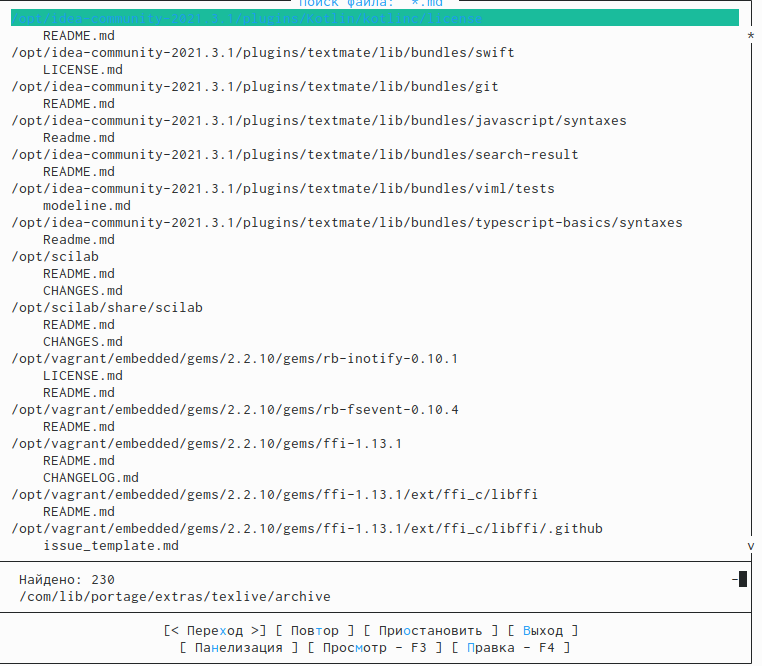 Поиск файла: *.md
/opt/idea-community-2021.3.1/plugins/Kotlin/kotlinc/license
README.md
*
/opt/idea-community-2021.3.1/plugins/textmate/lib/bundles/swift
LICENSE.md
/opt/idea-community-2021.3.1/plugins/textmate/lib/bundles/git
README.md
/opt/idea-community-2021.3.1/plugins/textmate/lib/bundles/javascript/syntaxes
Readme.md
/opt/idea-community-2021.3.1/plugins/textmate/lib/bundles/search-result
README.md
/opt/idea-community-2021.3.1/plugins/textmate/lib/bundles/viml/tests
modeline.md
/opt/idea-community-2021.3.1/plugins/textmate/lib/bundles/typescript-basics/syntaxes
Readme.md
/opt/scilab
README.md
CHANGES.md
/opt/scilab/share/scilab
README.md
CHANGES.md
/opt/vagrant/embedded/gems/2.2.10/gems/rb-inotify-0.10.1
LICENSE.md
README.md
/opt/vagrant/embedded/gems/2.2.10/gems/rb-fsevent-0.10.4
README.md
/opt/vagrant/embedded/gems/2.2.10/gems/ffi-1.13.1
README.md
CHANGELOG.md
/opt/vagrant/embedded/gems/2.2.10/gems/ffi-1.13.1/ext/ffi_c/libffi
README.md
/opt/vagrant/embedded/gems/2.2.10/gems/ffi-1.13.1/ext/ffi_c/libffi/.github
issue_template.md
v
Найдено: 230
-
/com/lib/portage/extras/texlive/archive
[< Переход >] [ Повтор ] [ Приостановить ] [ Выход ]
[ Панелизация ] [ Просмотр - F3 ] [ Правка - F4 ]